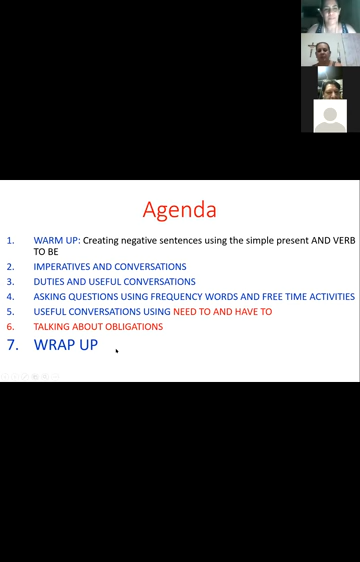 Agenda
1. WARM UP: Creating negative sentences using the simple present AND VERB
TO BE
2. IMPERATIVES AND CONVERSATIONS
3. DUTIES AND USEFUL CONVERSATIONS
4. ASKING QUESTIONS USING FREQUENCY WORDS AND FREE TIME ACTIVITIES
5. USEFUL CONVERSATIONS USING NEED TO AND HAVE TO
6. TALKING ABOUT OBLIGATIONS
7. WRAP UP